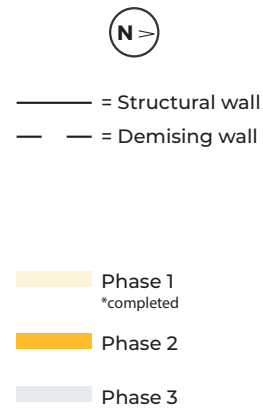 N
= Structural wall
= Demising wall
Phase 1
*completed
Phase 2
Phase 3